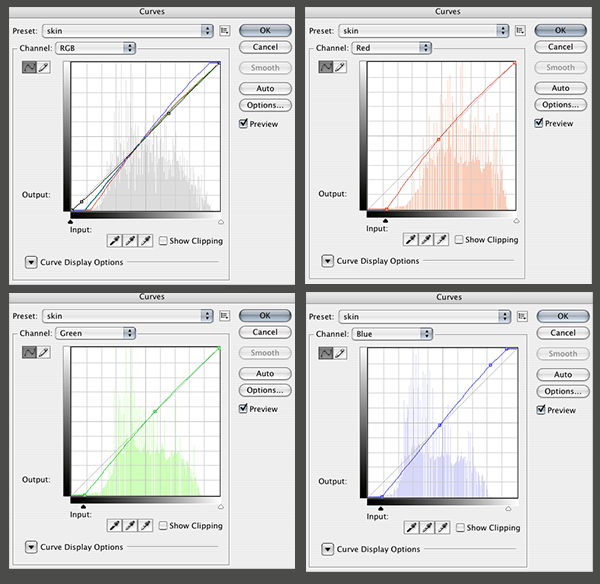 Curves
Preset: skin OK
Channel: RGB Cancel
Smooth
Auto
Options...
Preview
Output:
Input:
Show Clipping
Curve Display Options
Curves
Preset: skin OK
Channel: Red Cancel
Smooth
Auto
Options...
Preview
Output:
Input:
Show Clipping
Curve Display Options
Curves
Preset: skin OK
Channel: Green Cancel
Smooth
Auto
Options...
Preview
Output:
Input:
Show Clipping
Curve Display Options
Curves
Preset: skin OK
Channel: Blue Cancel
Smooth
Auto
Options...
Preview
Output:
Input:
Show Clipping
Curve Display Options